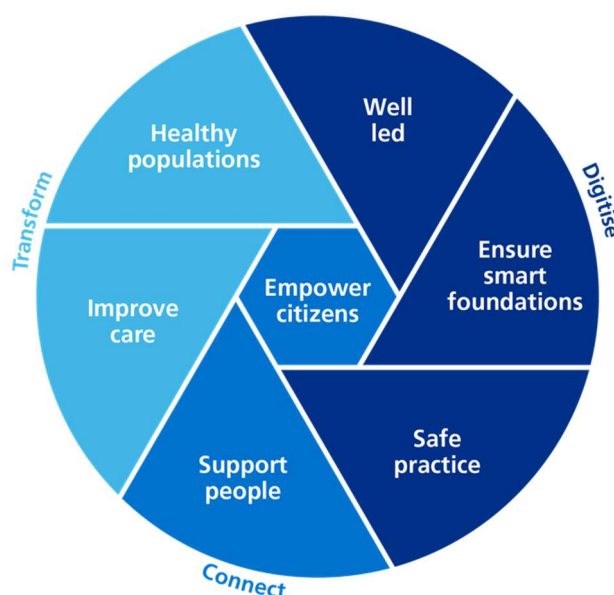 Well
led
Digitise
Ensure
smart
foundations
Safe
practice
Connect
Support
people
Improve
care
Transform
Healthy
populations
Empower
citizens